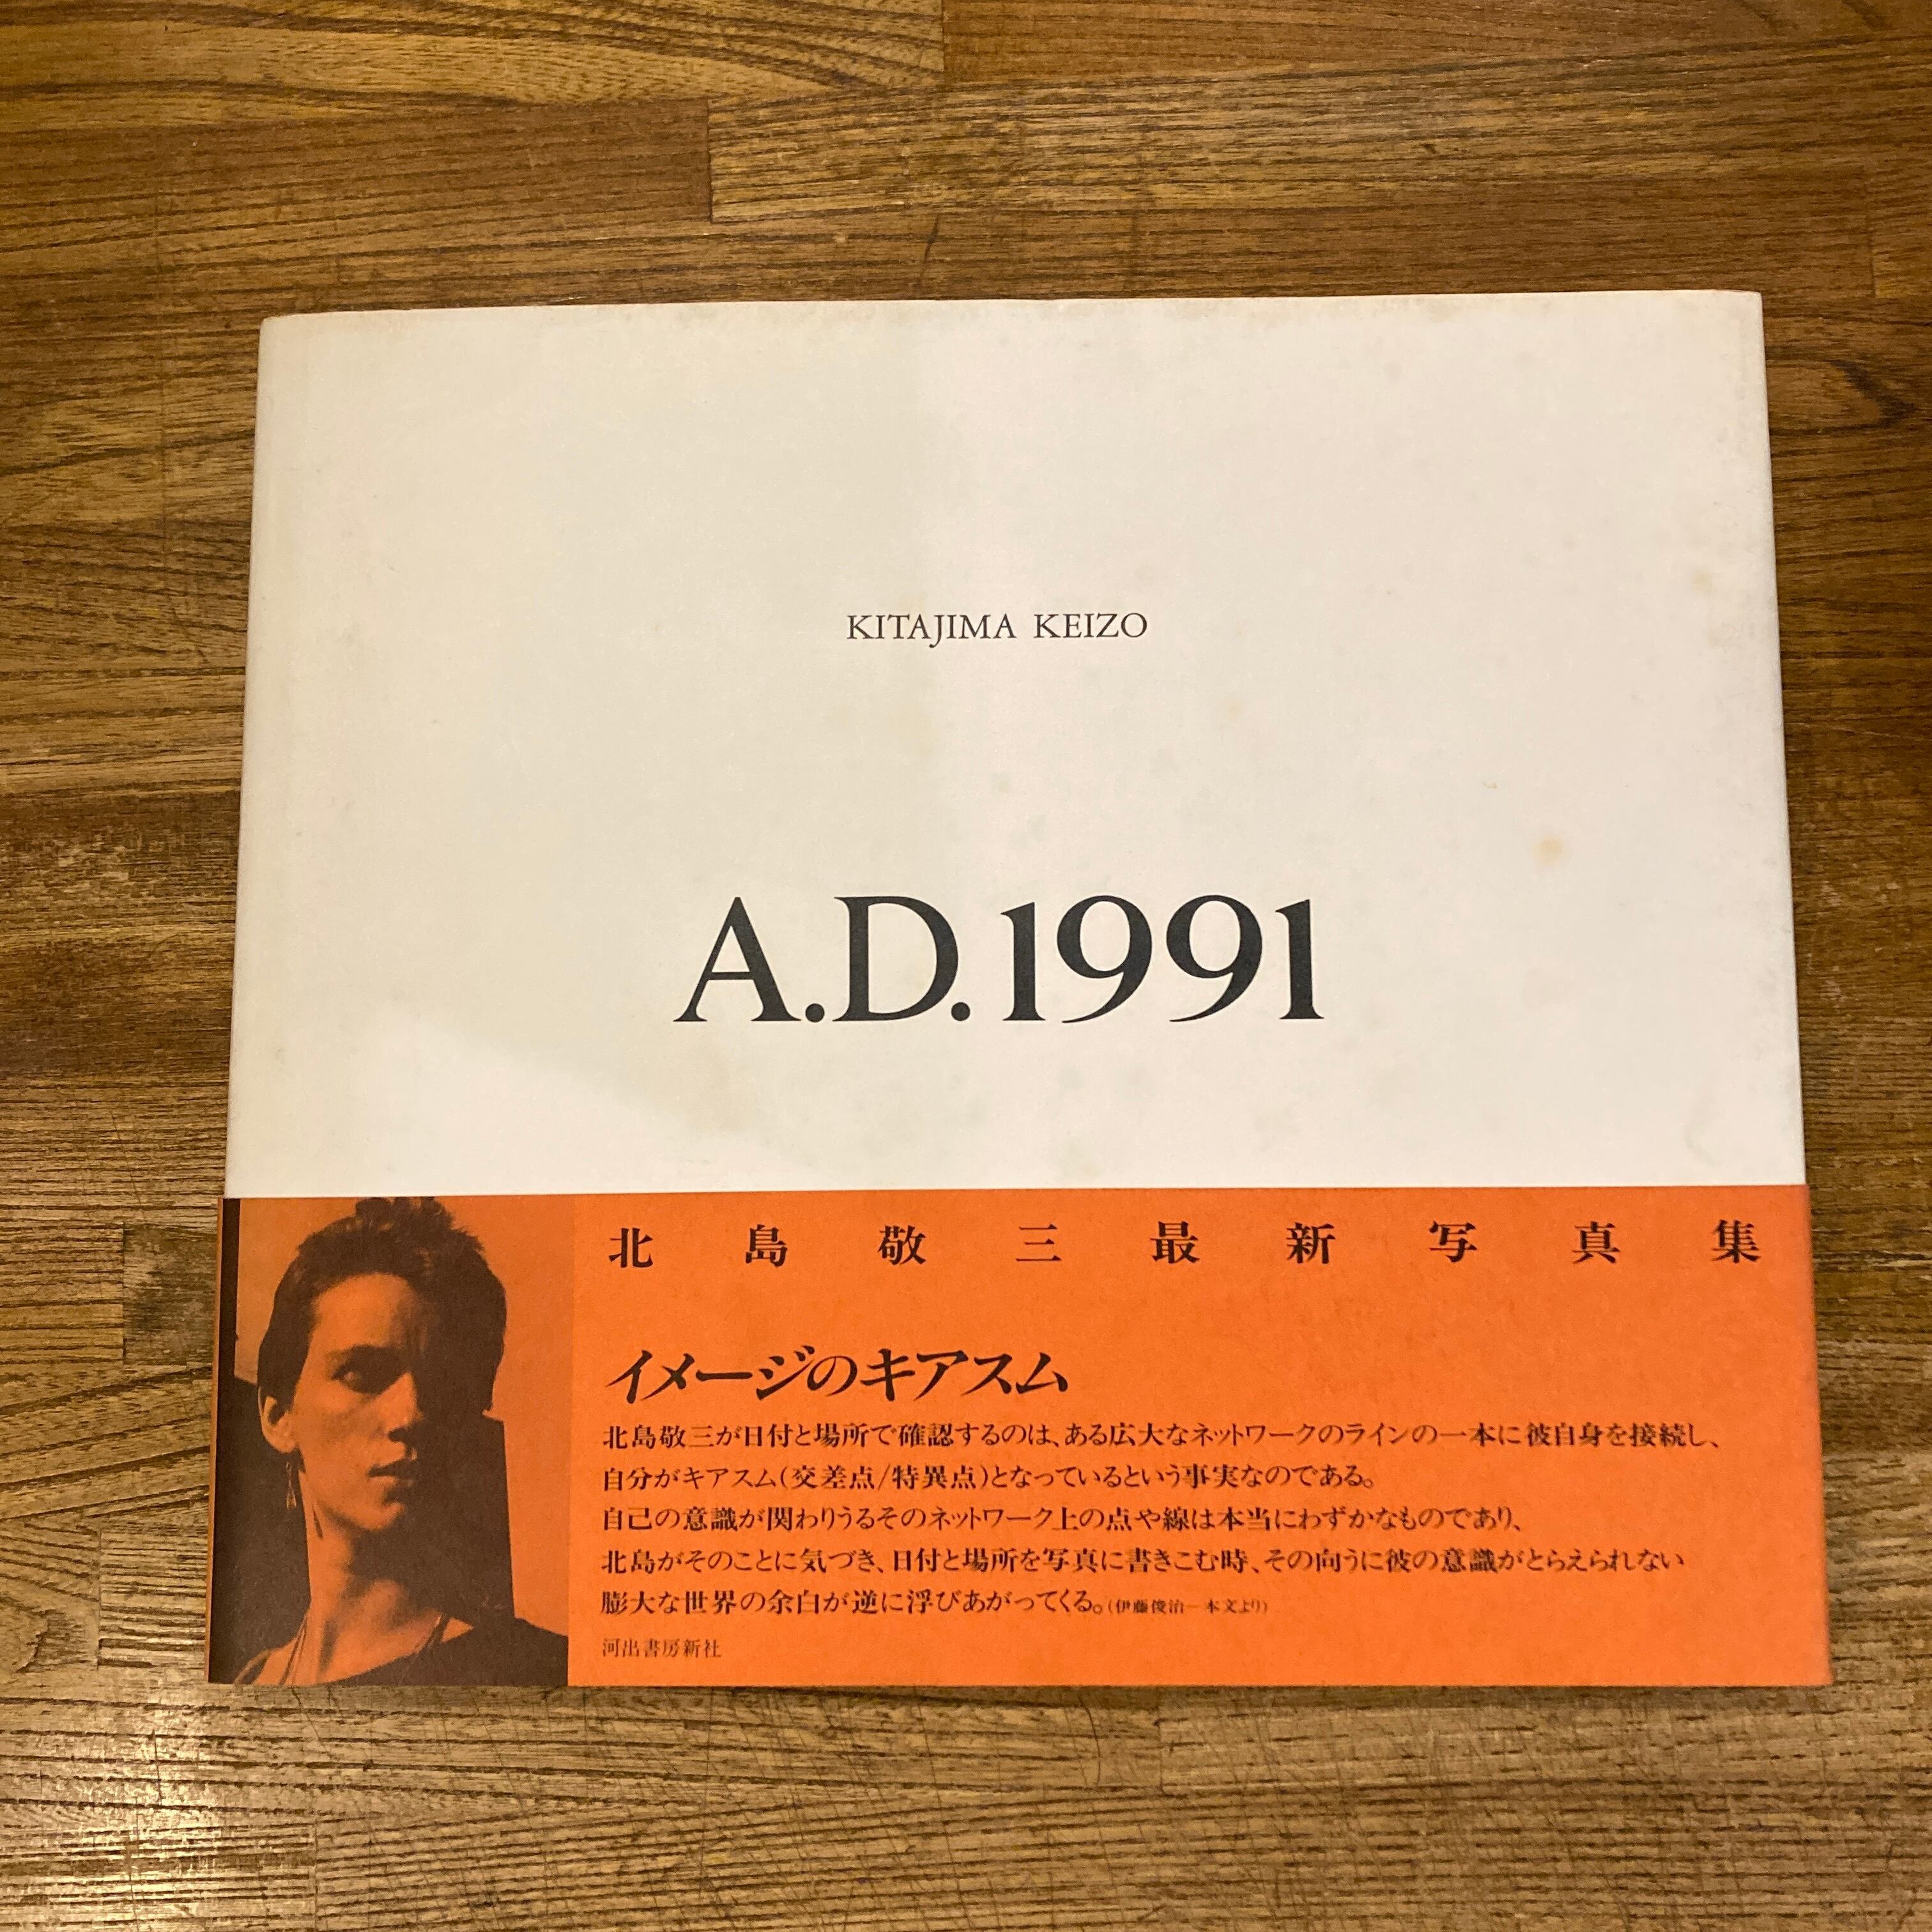 KITAJIMA KEIZO
A.D.1991
北島敬三最新写真集
イメージのキアスム
北島敬三が日付と場所で確認するのは、ある広大なネットワークのラインの一本に彼自身を接続し、
自分がキアスム(交差点/特異点)となっているという事実なのである。
自己の意識が関わりうるそのネットワーク上の点や線は本当にわずかなものであり、
北島がそのことに気づき、日付と場所を写真に書きこむ時、その向うに彼の意識がとらえられない
膨大な世界の余白が逆に浮びあがってくる。(伊藤俊治―本文より)
河出書房新社